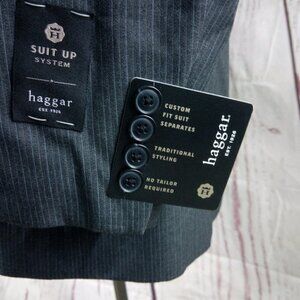 SUIT UP
SYSTEM
haggar
EST. 1926
CUSTOM
FIT SUIT
SEPARATES
TRADITIONAL
STYLING
NO TAILOR
REQUIRED
haggar.
EST. 1926